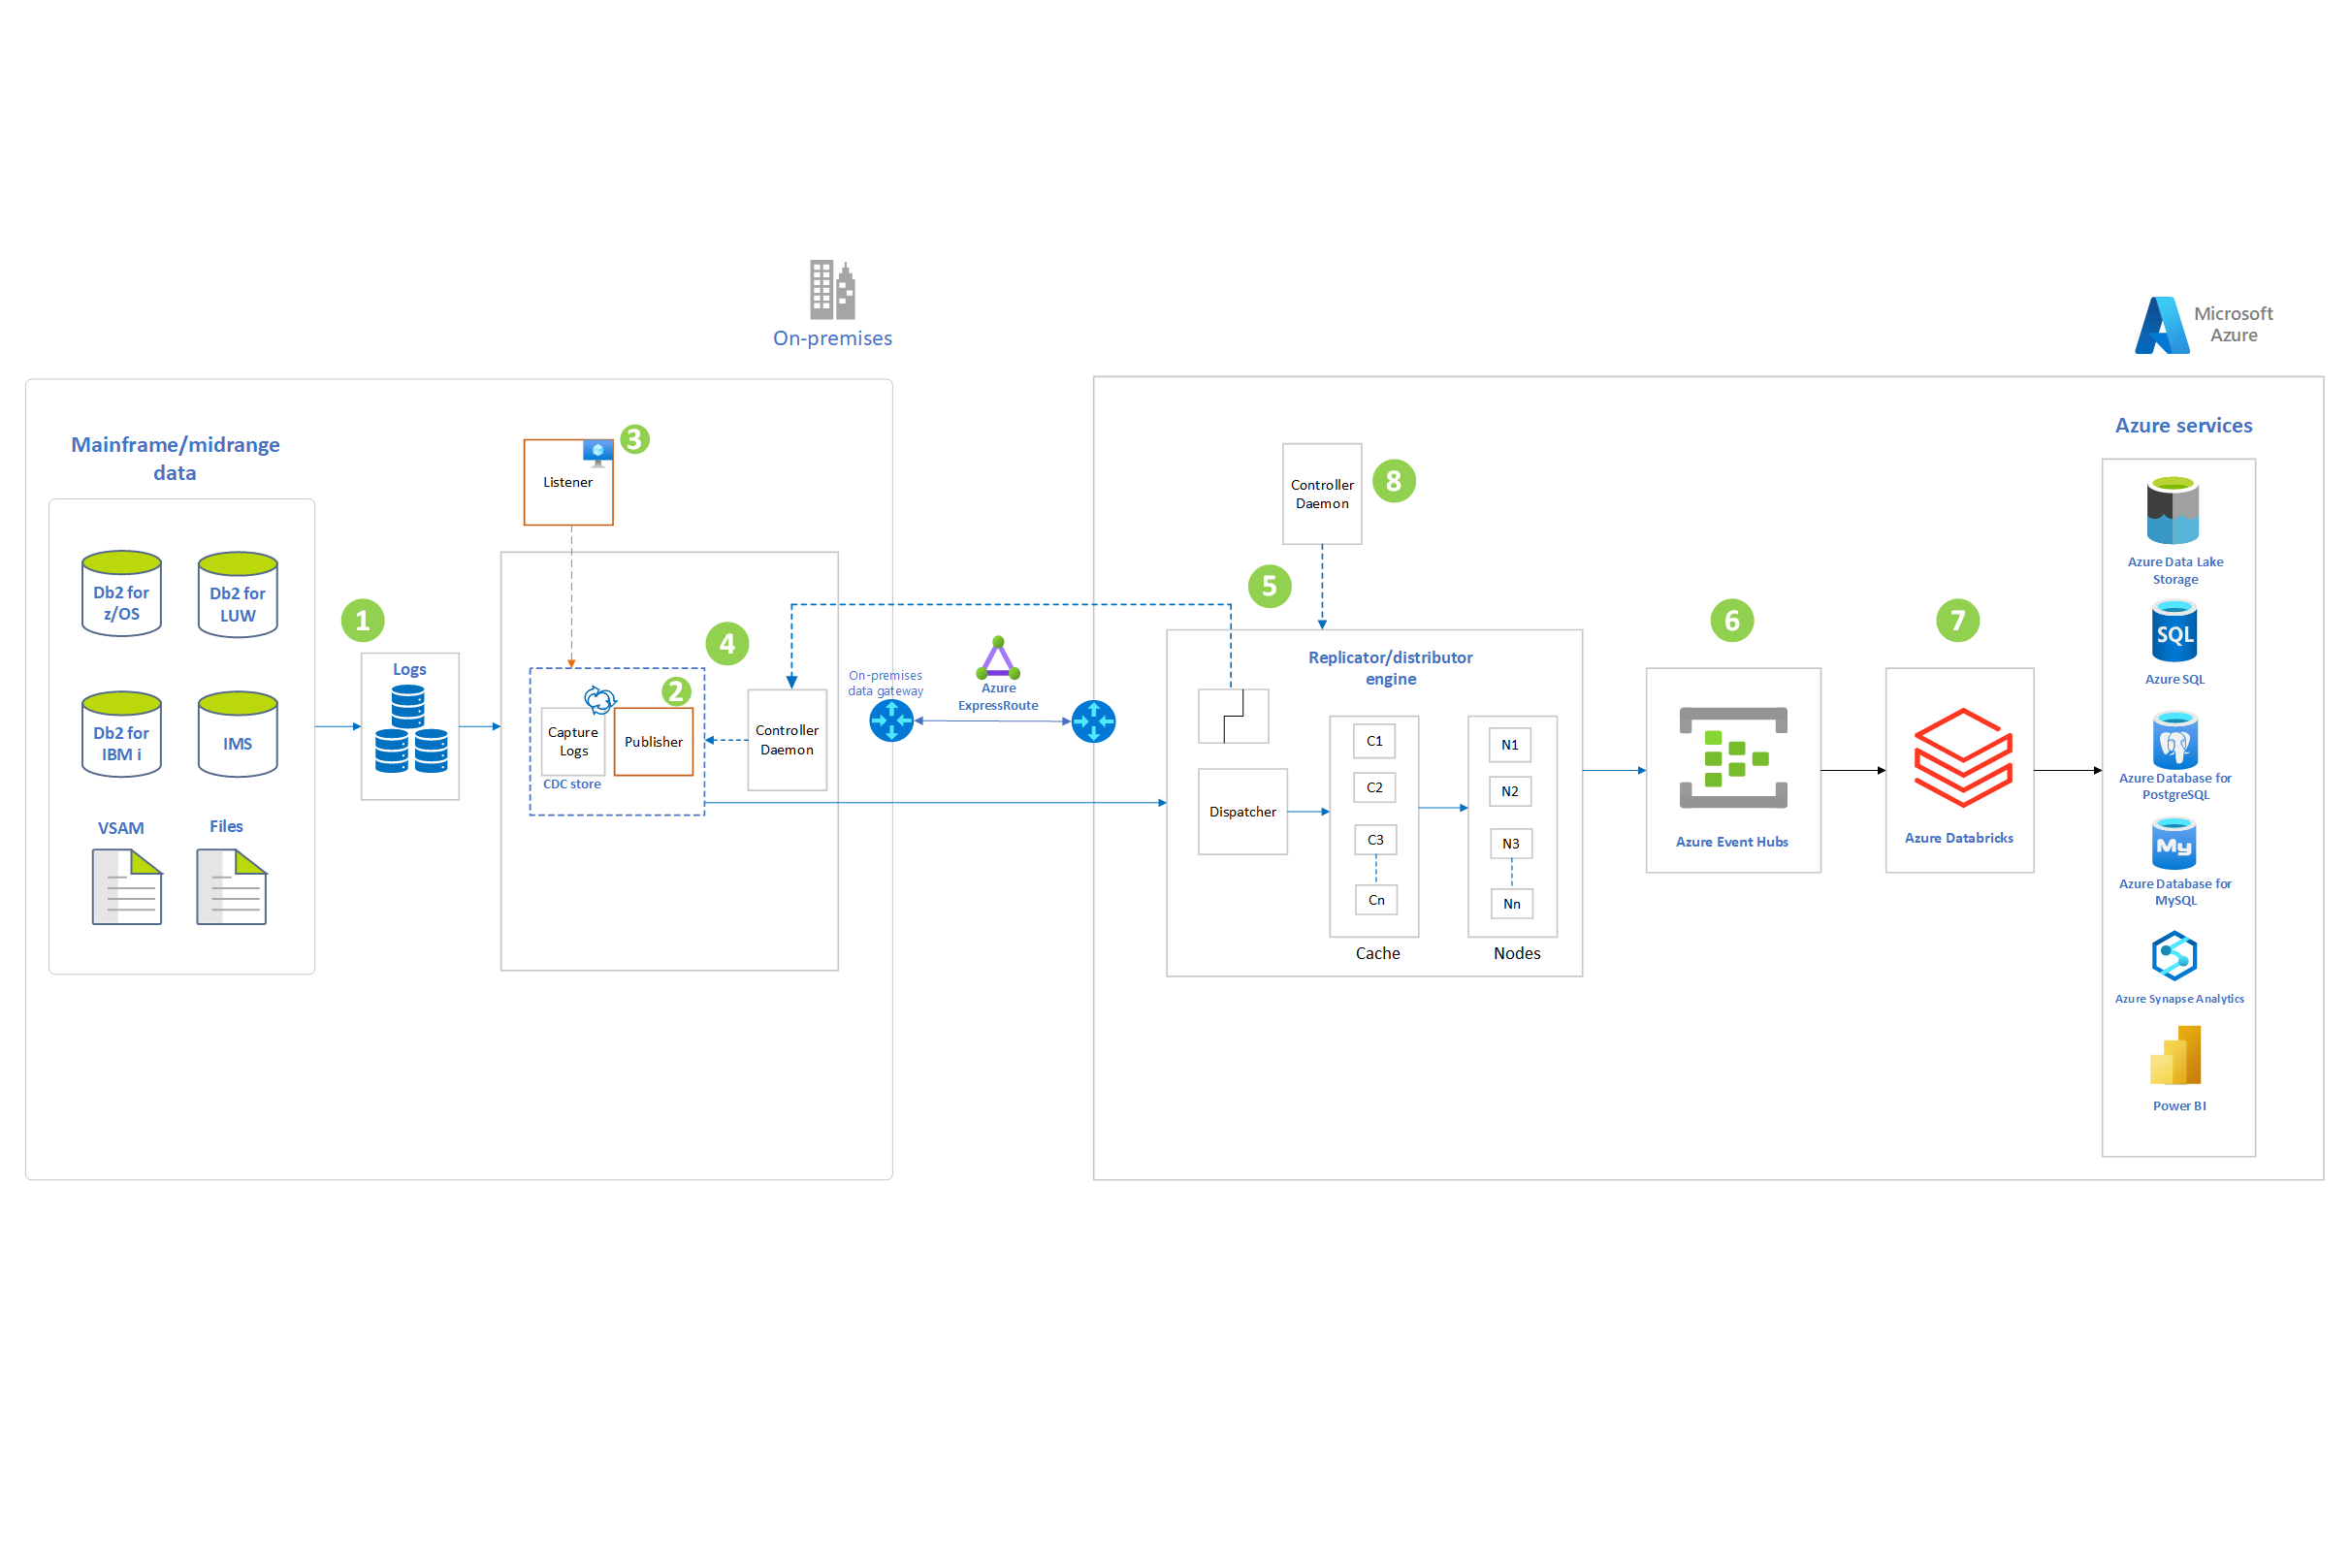 On-premises
Microsoft
Azure
Mainframe/midrange
data
Db2 for
z/OS
Db2 for
LUW
Db2 for
IBM i
IMS
VSAM
Files
1
Logs
3
Listener
4
2
Capture
Logs
Publisher
CDC store
Controller
Daemon
On-premises
data gateway
Azure
ExpressRoute
Controller
Daemon
8
5
Replicator/distributor
engine
Dispatcher
C1
C2
C3
Cn
Cache
N1
N2
N3
Nn
Nodes
6
Azure Event Hubs
7
Azure Databricks
Azure services
Azure Data Lake
Storage
SQL
Azure SQL
Azure Database for
PostgreSQL
My
Azure Database for
MySQL
Azure Synapse Analytics
Power BI